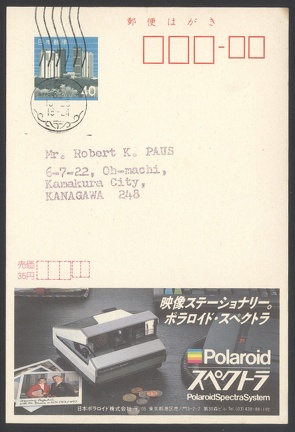 郵便はがき
40
Mr. Robert K. PAUS
6-7-22, Oh-machi,
Kamakura City,
KANAGAWA 248
売価
35円
映像ステーショナリー。
ポラロイド・スペクトラ
Polaroid
スペクトラ
PolaroidSpectraSystem
日本ポラロイド株式会社